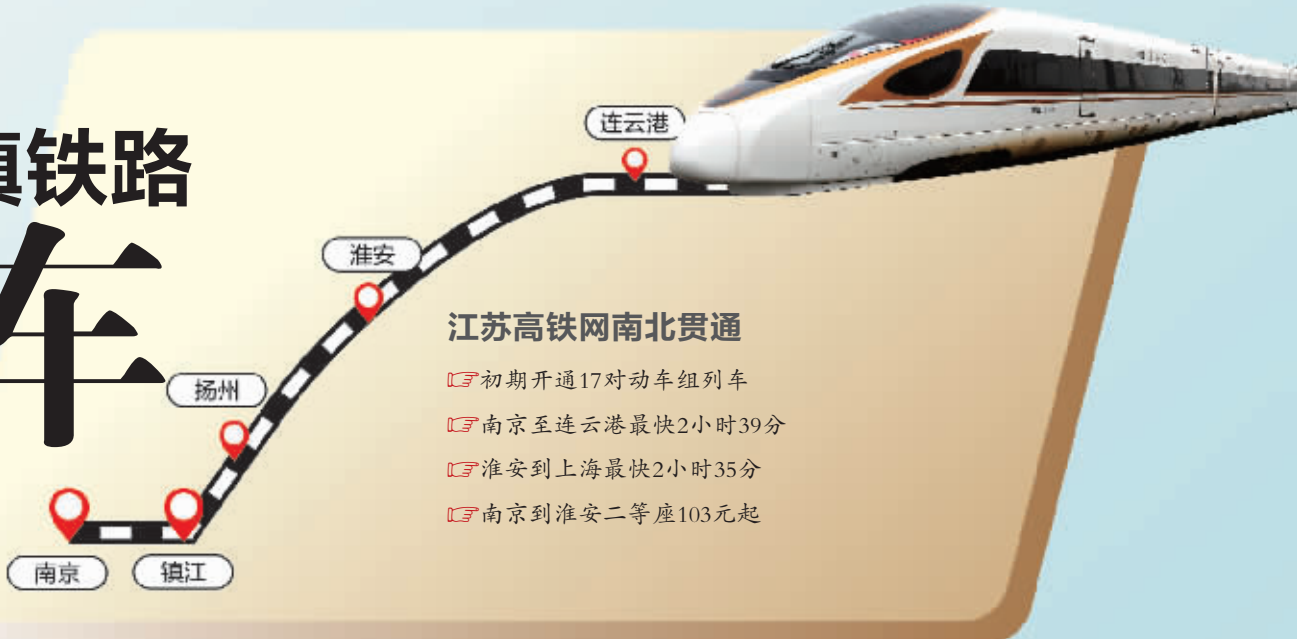 镇铁路
车
连云港
淮安
扬州
南京
镇江
江苏高铁网南北贯通
初期开通17对动车组列车
南京至连云港最快2小时39分
淮安到上海最快2小时35分
南京到淮安二等座103元起